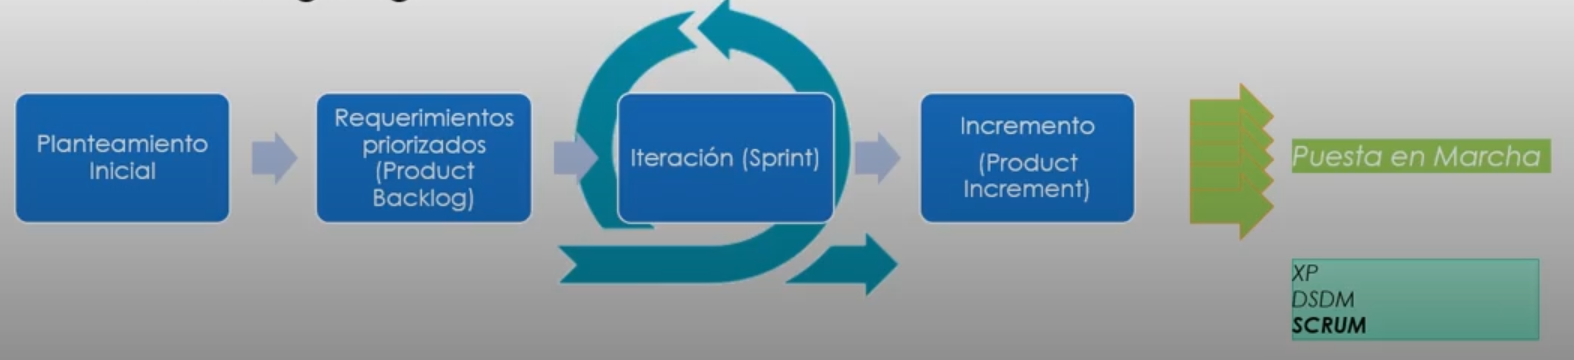 Planteamiento
Inicial
Requerimientos
priorizados
(Product
Backlog)
Iteración (Sprint)
Incremento
(Product
Increment)
Puesta en Marcha
XP
DSDM
SCRUM